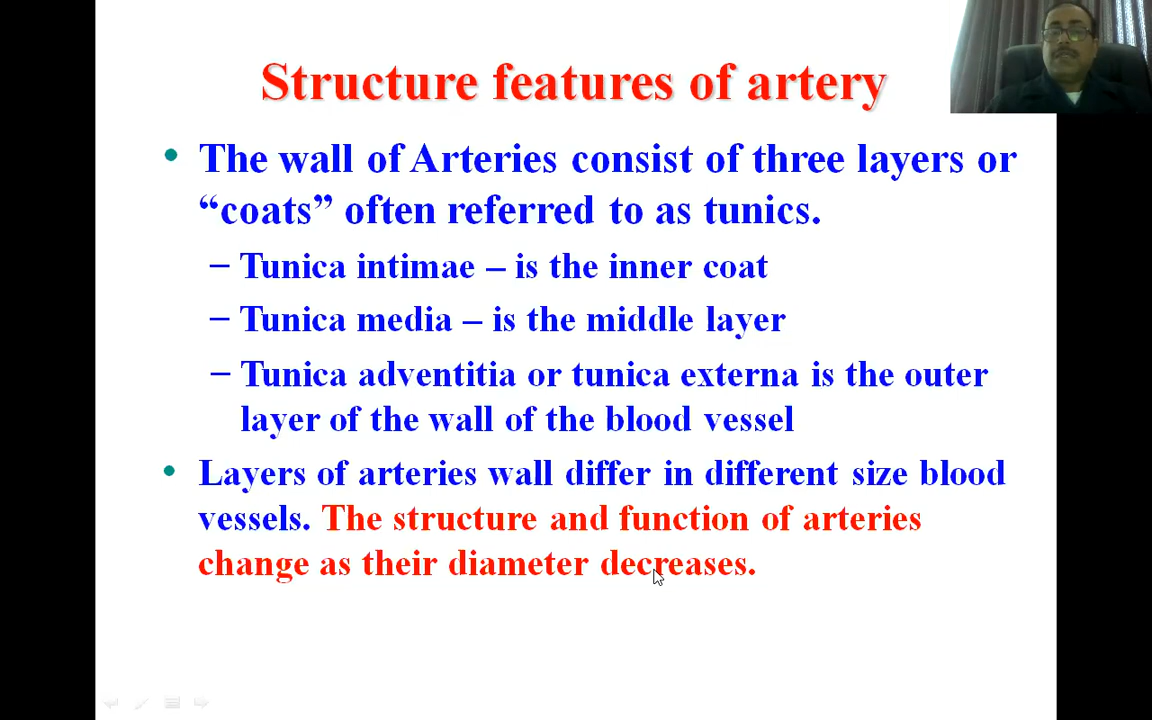 Structure features of artery
• The wall of Arteries consist of three layers or
“coats” often referred to as tunics.
– Tunica intimae – is the inner coat
– Tunica media – is the middle layer
– Tunica adventitia or tunica externa is the outer
layer of the wall of the blood vessel
• Layers of arteries wall differ in different size blood
vessels. The structure and function of arteries
change as their diameter decreases.